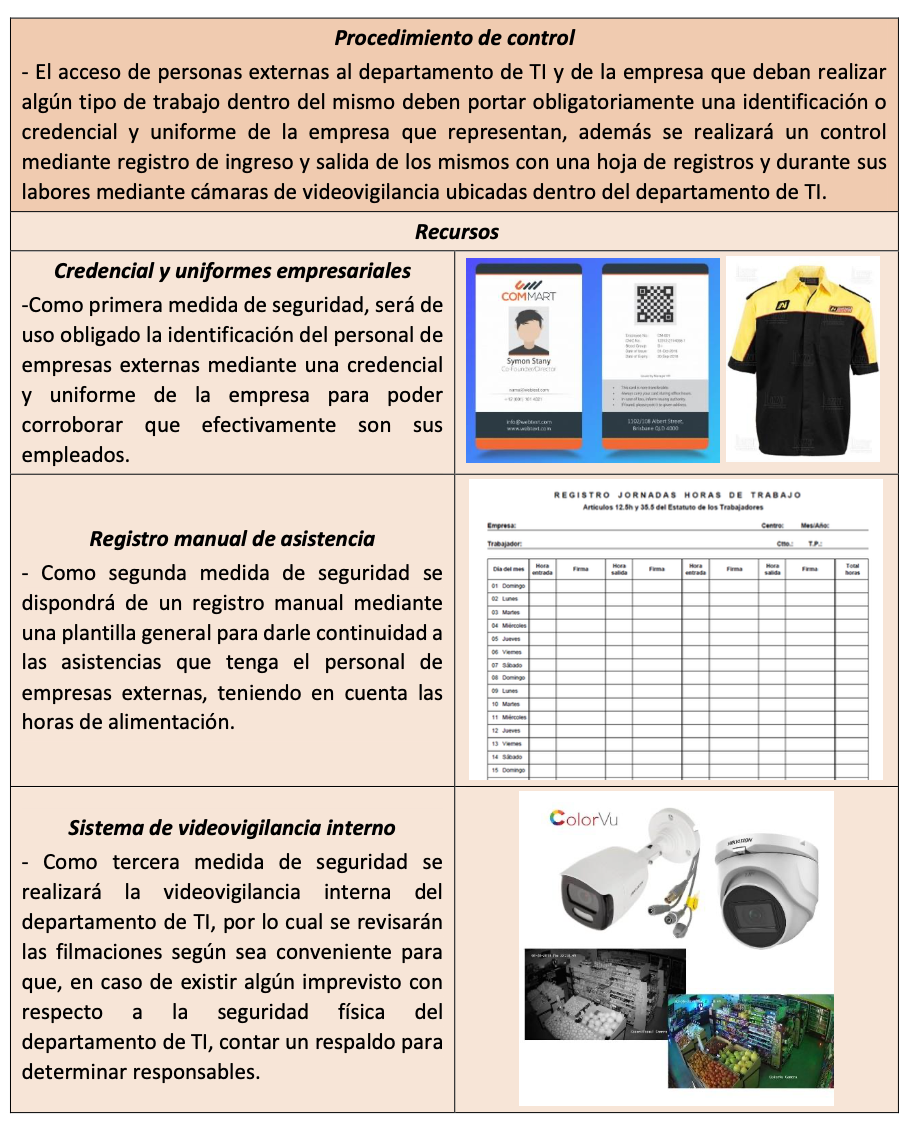 Procedimiento de control
- El acceso de personas externas al departamento de TI y de la empresa que deban realizar
algún tipo de trabajo dentro del mismo deben portar obligatoriamente una identificación o
credencial y uniforme de la empresa que representan, además se realizará un control
mediante registro de ingreso y salida de los mismos con una hoja de registros y durante sus
labores mediante cámaras de videovigilancia ubicadas dentro del departamento de TI.
Recursos
Credencial y uniformes empresariales
-Como primera medida de seguridad, será de
uso obligado la identificación del personal de
empresas externas mediante una credencial
y uniforme de la empresa para poder
corroborar que efectivamente son sus
empleados.
COMMART
Symon Stany
Co-Founder/Director
info@webtext.com
www.webtext.com
1102/118 Albert Street,
Brisbane QLD 4000
Registro manual de asistencia
- Como segunda medida de seguridad se
dispondrá de un registro manual mediante
una plantilla general para darle continuidad a
las asistencias que tenga el personal de
empresas externas, teniendo en cuenta las
horas de alimentación.
REGISTRO JORNADAS HORAS DE TRABAJO
Artículos 12.5h y 35.5 del Estatuto de los Trabajadores
Empresa: Centro: Mes/Año:
Trabajador: Ctto.: T.P.:
Día del mes Hora entrada Firma Hora salida Firma Hora entrada Firma Hora salida Firma Total horas
01 Domingo
02 Lunes
03 Martes
04 Miércoles
05 Jueves
06 Viernes
07 Sábado
08 Domingo
09 Lunes
10 Martes
11 Miércoles
12 Jueves
13 Viernes
14 Sábado
15 Domingo
Sistema de videovigilancia interno
- Como tercera medida de seguridad se
realizará la videovigilancia interna del
departamento de TI, por lo cual se revisarán
las filmaciones según sea conveniente para
que, en caso de existir algún imprevisto con
respecto a la seguridad física del
departamento de TI, contar un respaldo para
determinar responsables.
ColorVu
HIKVISION